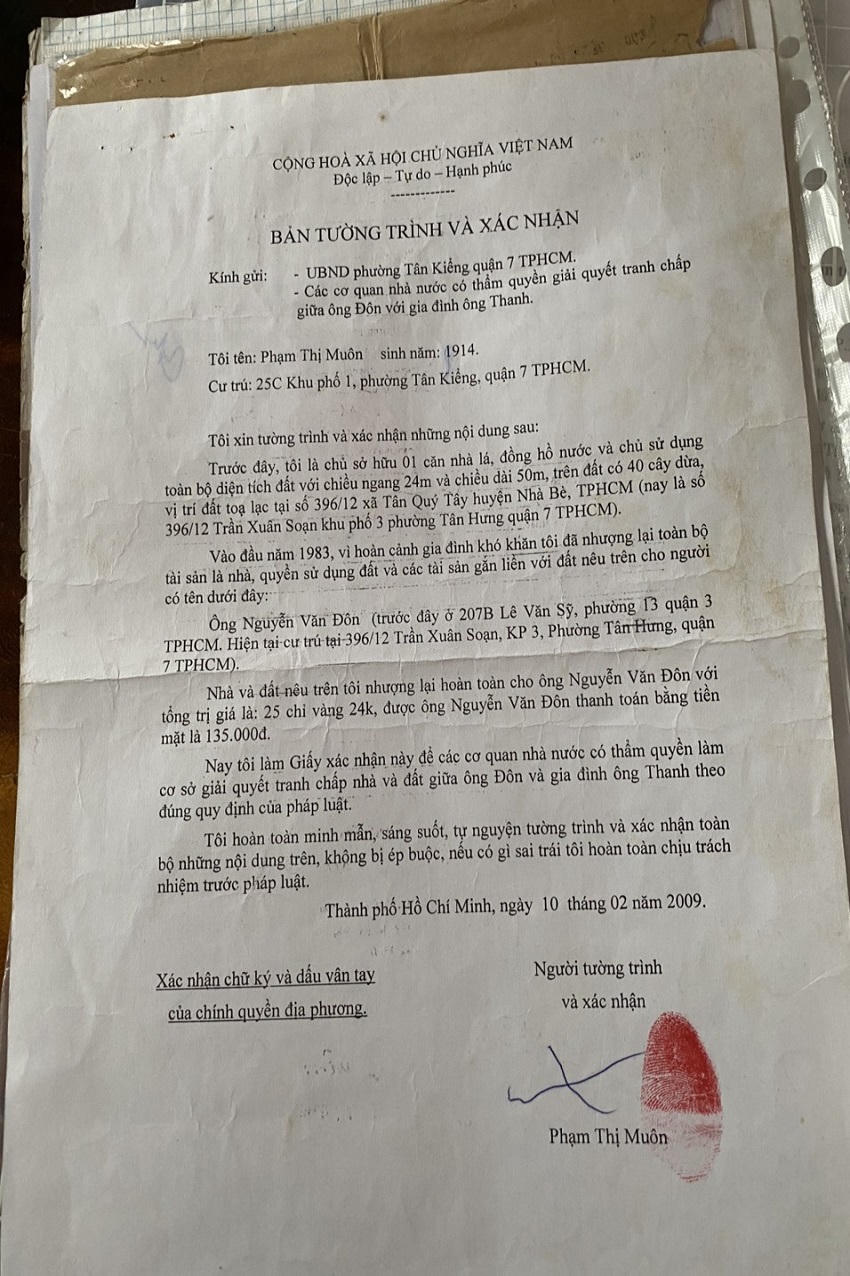 CỘNG HOÀ XÃ HỘI CHỦ NGHĨA VIỆT NAM
Độc lập – Tự do – Hạnh phúc
-------------
BẢN TƯỜNG TRÌNH VÀ XÁC NHẬN
Kính gửi: - UBND phường Tân Kiểng quận 7 TPHCM.
- Các cơ quan nhà nước có thẩm quyền giải quyết tranh chấp
giữa ông Đôn với gia đình ông Thanh.
Tôi tên: Phạm Thị Muôn sinh năm: 1914.
Cư trú: 25C Khu phố 1, phường Tân Kiểng, quận 7 TPHCM.
Tôi xin tường trình và xác nhận những nội dung sau:
Trước đây, tôi là chủ sở hữu 01 căn nhà lá, đồng hồ nước và chủ sử dụng
toàn bộ diện tích đất với chiều ngang 24m và chiều dài 50m, trên đất có 40 cây dừa,
vị trí đất toạ lạc tại số 396/12 xã Tân Quý Tây huyện Nhà Bè, TPHCM (nay là số
396/12 Trần Xuân Soạn khu phố 3 phường Tân Hưng quận 7 TPHCM).
Vào đầu năm 1983, vì hoàn cảnh gia đình khó khăn tôi đã nhượng lại toàn bộ
tài sản là nhà, quyền sử dụng đất và các tài sản gắn liền với đất nêu trên cho người
có tên dưới đây:
Ông Nguyễn Văn Đôn (trước đây ở 207B Lê Văn Sỹ, phường 13 quận 3
TPHCM. Hiện tại cư trú tại 396/12 Trần Xuân Soạn, KP 3, Phường Tân Hưng, quận
7 TPHCM).
Nhà và đất nêu trên tôi nhượng lại hoàn toàn cho ông Nguyễn Văn Đôn với
tổng trị giá là: 25 chỉ vàng 24k, được ông Nguyễn Văn Đôn thanh toán bằng tiền
mặt là 135.000đ.
Nay tôi làm Giấy xác nhận này để các cơ quan nhà nước có thẩm quyền làm
cơ sở giải quyết tranh chấp nhà và đất giữa ông Đôn và gia đình ông Thanh theo
đúng quy định của pháp luật.
Tôi hoàn toàn minh mẫn, sáng suốt, tự nguyện tường trình và xác nhận toàn
bộ những nội dung trên, không bị ép buộc, nếu có gì sai trái tôi hoàn toàn chịu trách
nhiệm trước pháp luật.
Thành phố Hồ Chí Minh, ngày 10 tháng 02 năm 2009.
Xác nhận chữ ký và dấu vân tay
của chính quyền địa phương.
Người tường trình
và xác nhận
Phạm Thị Muôn